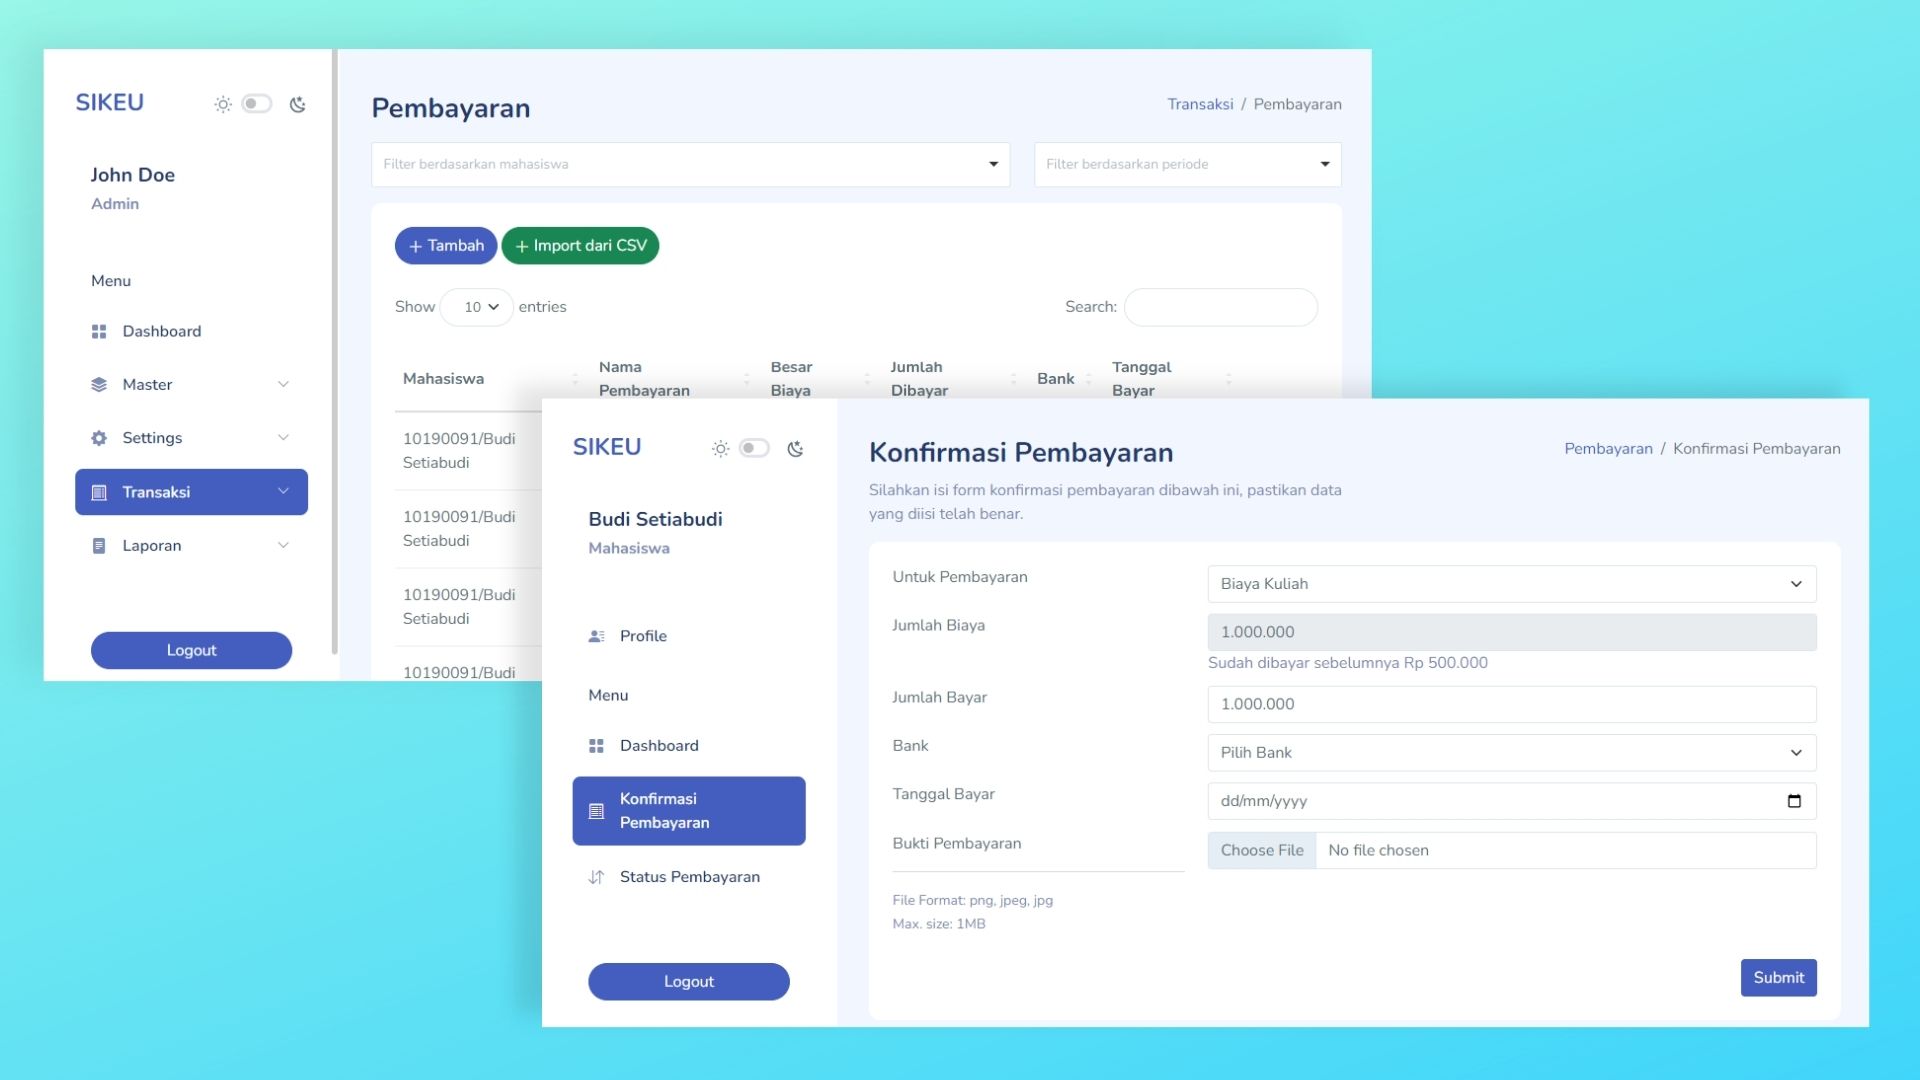 SIKEU
John Doe
Admin
Menu
Dashboard
Master
Settings
Transaksi
Laporan
Logout
Pembayaran
Transaksi / Pembayaran
Filter berdasarkan mahasiswa
Filter berdasarkan periode
+ Tambah
+ Import dari CSV
Show 10 entries
Search:
Mahasiswa
Nama
Pembayaran
Besar
Biaya
Jumlah
Dibayar
Bank
Tanggal
Bayar
10190091/Budi
Setiabudi
10190091/Budi
Setiabudi
10190091/Budi
Setiabudi
10190091/Budi
SIKEU
Budi Setiabudi
Mahasiswa
Profile
Menu
Dashboard
Konfirmasi
Pembayaran
Status Pembayaran
Logout
Konfirmasi Pembayaran
Pembayaran / Konfirmasi Pembayaran
Silahkan isi form konfirmasi pembayaran dibawah ini, pastikan data
yang diisi telah benar.
Untuk Pembayaran
Biaya Kuliah
Jumlah Biaya
1.000.000
Sudah dibayar sebelumnya Rp 500.000
Jumlah Bayar
1.000.000
Bank
Pilih Bank
Tanggal Bayar
dd/mm/yyyy
Bukti Pembayaran
Choose File No file chosen
File Format: png, jpeg, jpg
Max. size: 1MB
Submit